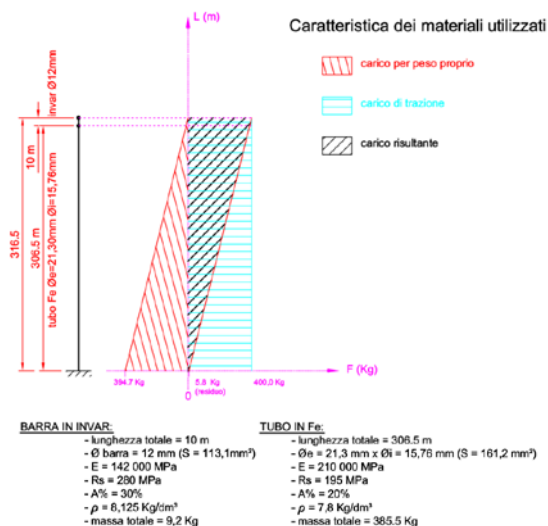 L (m)
Caratteristica dei materiali utilizzati
carico per peso proprio
carico di trazione
carico risultante
invar Ø12mm
10 m
316.5
306.5 m
tubo Fe Øe=21,30mm Øi=15,76mm
394.7 Kg
5.8 Kg
(residuo)
0
400,0 Kg
F (Kg)
BARRA IN INVAR:
- lunghezza totale = 10 m
- Ø barra = 12 mm (S = 113,1mm²)
- E = 142 000 MPa
- Rs = 280 MPa
- A% = 30%
- ρ = 8,125 Kg/dm³
- massa totale = 9,2 Kg
TUBO IN Fe:
- lunghezza totale = 306.5 m
- Øe = 21,3 mm x Øi = 15,76 mm (S = 161,2 mm²)
- E = 210 000 MPa
- Rs = 195 MPa
- A% = 20%
- ρ = 7,8 Kg/dm³
- massa totale = 385.5 Kg